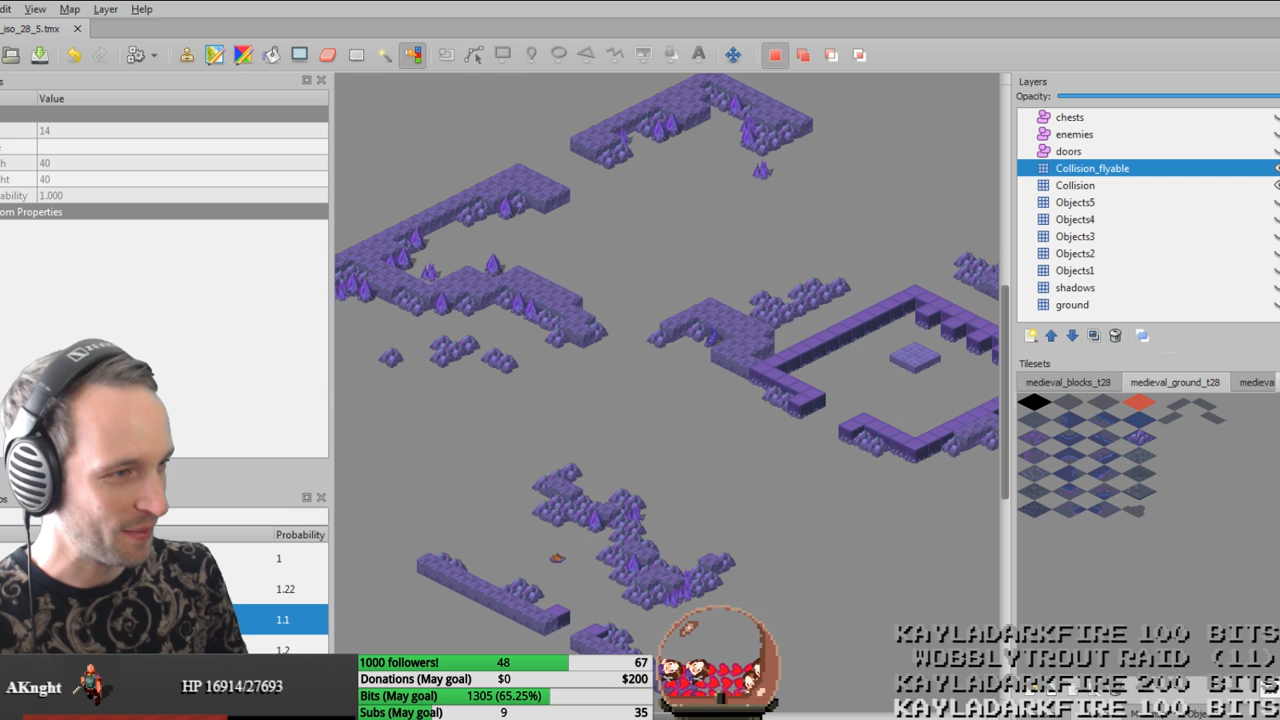 dit View Map Layer Help
_iso_28_5.tmx
s
Value
Layers
Opacity:
14
e
h 40
ht 40
ability 1.000
om Properties
chests
enemies
doors
Collision_flyable
Collision
Objects5
Objects4
Objects3
Objects2
Objects1
shadows
ground
Tilesets
medieval_blocks_t28 medieval_ground_t28 medieva
ps
Probability
1
1.22
1.1
1.2
AKnght HP 16914/27693
1000 followers! 48 67
Donations (May goal) $0 $200
Bits (May goal) 1305 (65.25%)
Subs (May goal) 9 35
KAYLADARKFIRE 100 BITS
WOBBLYTROUT RAID (11)
KAYLADARKFIRE 200 BITS
KAYLADARKFIRE 100 BITS